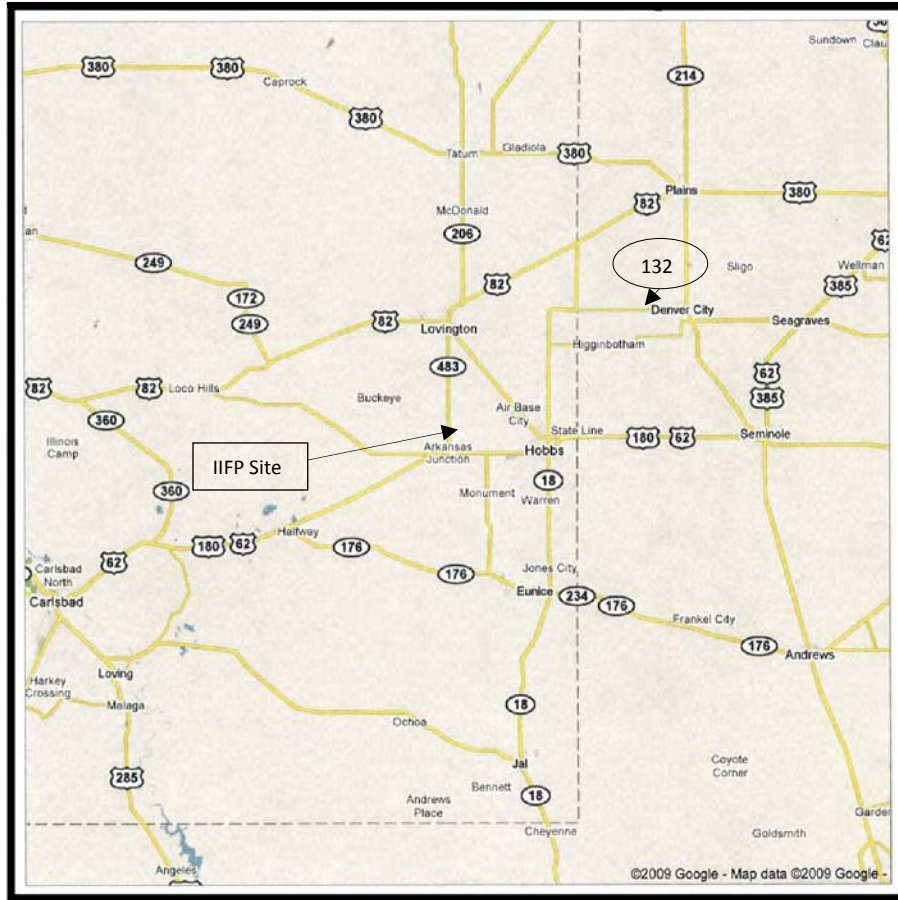 380
380
Caprock
380
Tatum
Gladiola
380
214
Sundown
Clau
Plains
380
82
McDonald
206
132
Sligo
Wellman
62
385
249
172
249
82
82
Lovington
Denver City
Seagraves
Higginbotham
483
62
385
82
82
Loco Hills
Buckeye
Air Base
City
State Line
180
62
Seminole
360
Illinois
Camp
IIFP Site
Arkansas
Junction
Hobbs
18
Monument
Warren
360
Halfway
180
62
176
62
Carlsbad
North
Carlsbad
176
Jones City
Eunice
234
176
Frankel City
176
Andrews
Loving
Harkey
Crossing
Malaga
18
Ochoa
Jal
285
Bennett
18
Andrews
Place
Cheyenne
Coyote
Corner
Goldsmith
Garden
Angeles
©2009 Google - Map data ©2009 Google -